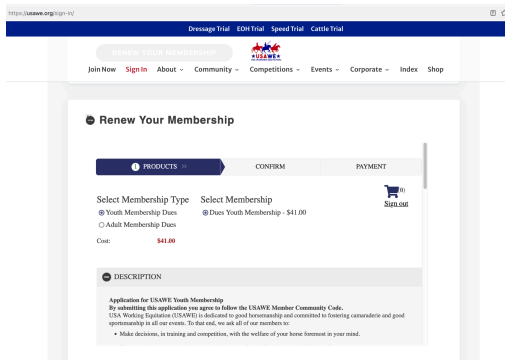 https://usawe.org/sign-in/
Dressage Trial EOH Trial Speed Trial Cattle Trial
RENEW YOUR MEMBERSHIP
USAWE
Join Now Sign In About Community Competitions Events Corporate Index Shop
Renew Your Membership
1 PRODUCTS >> CONFIRM PAYMENT
(0)
Sign out
Select Membership Type Select Membership
Youth Membership Dues Dues Youth Membership - $41.00
Adult Membership Dues
Cost: $41.00
DESCRIPTION
Application for USAWE Youth Membership
By submitting this application you agree to follow the USAWE Member Community Code.
USA Working Equitation (USAWE) is dedicated to good horsemanship and committed to fostering camaraderie and good
sportsmanship in all our events. To that end, we ask all of our members to:
• Make decisions, in training and competition, with the welfare of your horse foremost in your mind.